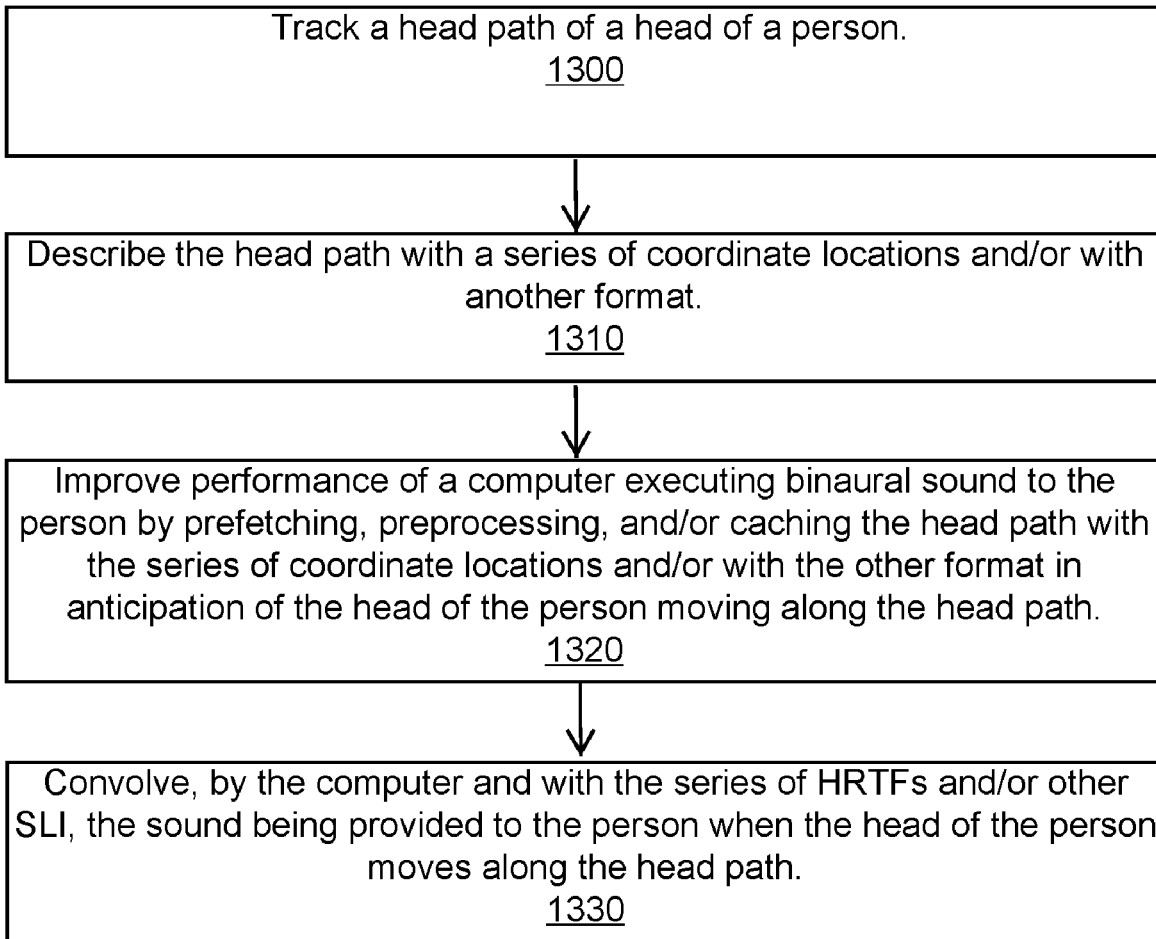 Track a head path of a head of a person.
1300
Describe the head path with a series of coordinate locations and/or with
another format.
1310
Improve performance of a computer executing binaural sound to the
person by prefetching, preprocessing, and/or caching the head path with
the series of coordinate locations and/or with the other format in
anticipation of the head of the person moving along the head path.
1320
Convolve, by the computer and with the series of HRTFs and/or other
SLI, the sound being provided to the person when the head of the person
moves along the head path.
1330